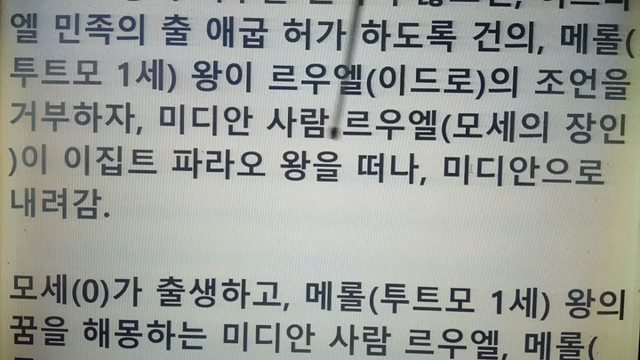 엘 민족의 출 애굽 허가 하도록 건의, 메롤(
투트모 1세) 왕이 르우엘(이드로)의 조언을
거부하자, 미디안 사람 르우엘(모세의 장인
)이 이집트 파라오 왕을 떠나, 미디안으로
내려감.
모세(0)가 출생하고, 메롤(투트모 1세) 왕의
꿈을 해몽하는 미디안 사람 르우엘, 메롤(